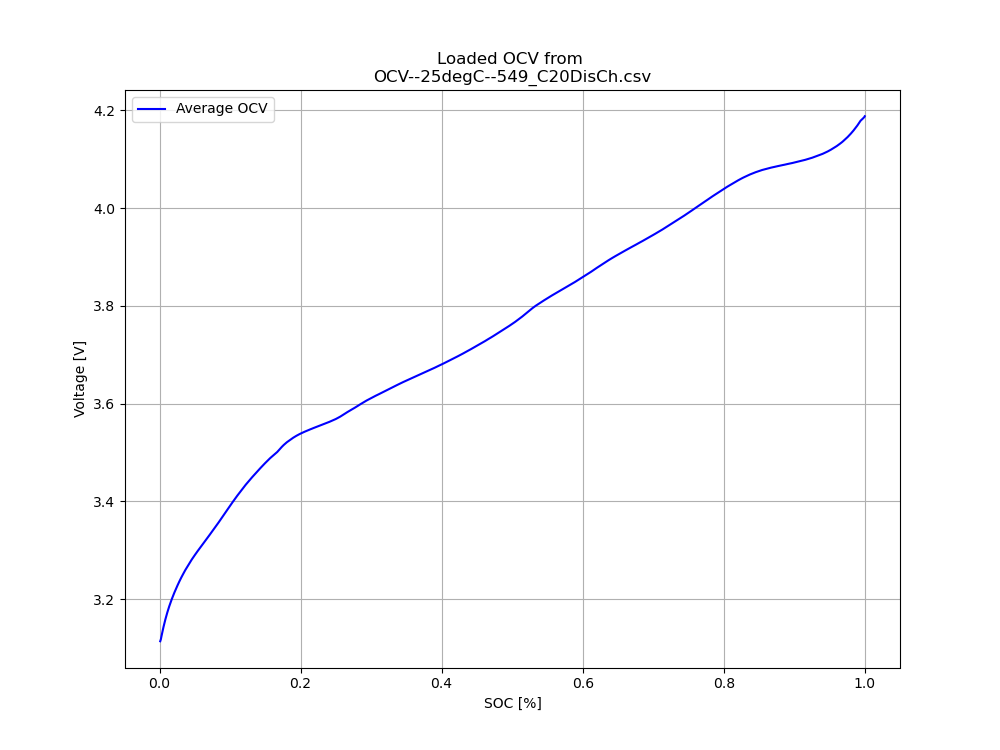 Loaded OCV from
OCV--25degC--549_C20DisCh.csv
Average OCV
4.2
4.0
3.8
3.6
3.4
3.2
Voltage [V]
0.0 0.2 0.4 0.6 0.8 1.0
SOC [%]